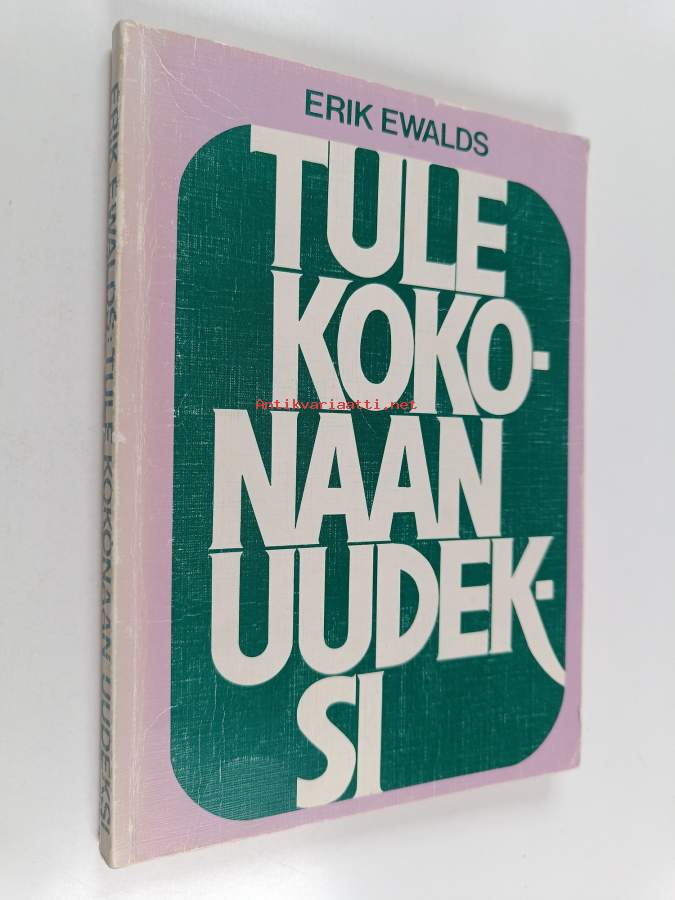 ERIK EWALDS
TULE
KOKO-
NAAN
UUDEK-
SI
ERIK EWALDS: TULE KOKONAAN UUDEKSI
Antikvariaatti.net